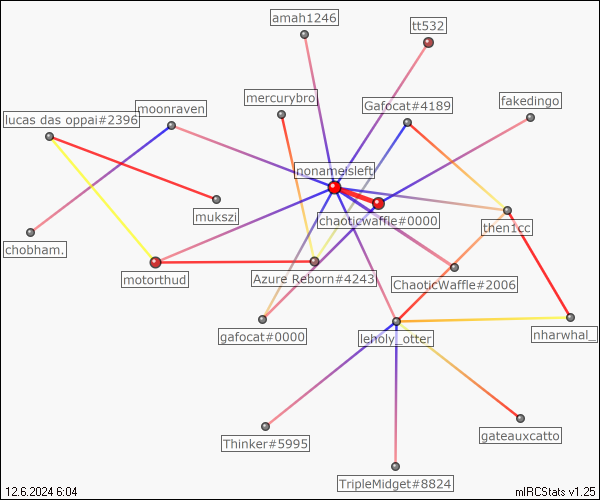 amah1246
tt532
mercurybro
fakedingo
Gafocat#4189
moonraven
lucas das oppai#2396
nonameisleft
mukszi
chaoticwaffle#0000
then1cc
chobham.
motorthud
Azure Reborn#4243
ChaoticWaffle#2006
gafocat#0000
leholy_otter
nharwhal_
Thinker#5995
gateauxcatto
TripleMidget#8824
12.6.2024 6:04
mIRCStats v1.25